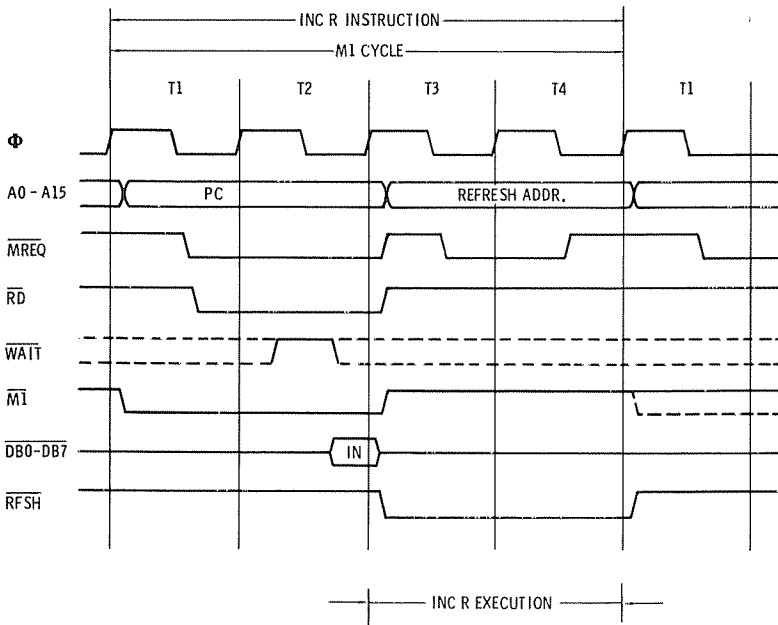 INC R INSTRUCTION
M1 CYCLE
T1 T2 T3 T4 T1
Φ
A0 - A15 PC REFRESH ADDR.
MREQ
RD
WAIT
M1
DB0-DB7 IN
RFSH
INC R EXECUTION